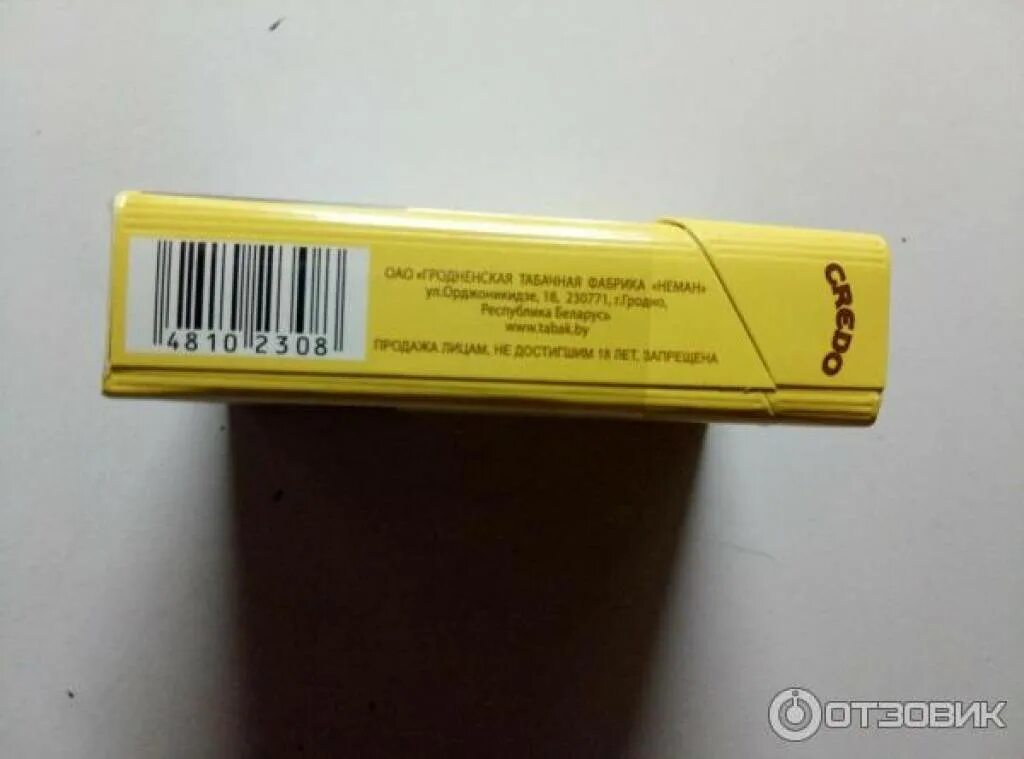 ОАО «ГРОДНЕНСКАЯ ТАБАЧНАЯ ФАБРИКА «НЕМАН»
ул.Орджоникидзе, 18, 230771, г.Гродно,
Республика Беларусь
www.tabak.by
ПРОДАЖА ЛИЦАМ, НЕ ДОСТИГШИМ 18 ЛЕТ, ЗАПРЕЩЕНА
4810 2308
CREDO
ОТЗОВИК